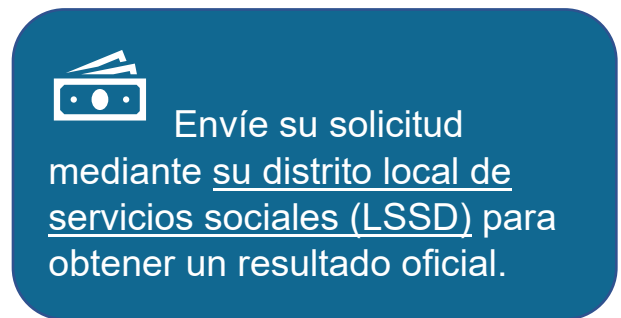 Envíe su solicitud
mediante su distrito local de
servicios sociales (LSSD) para
obtener un resultado oficial.